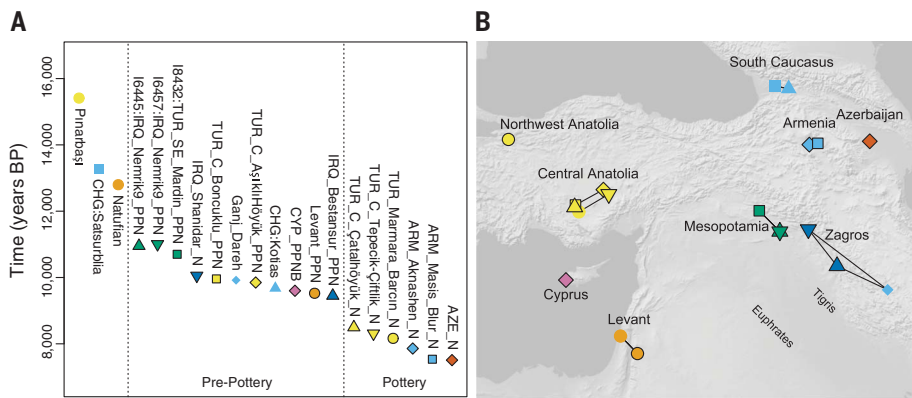 A
B
Time (years BP)
16,000
14,000
12,000
10,000
8,000
Pınarbaşı
CHG:Satsurblia
Natufian
I6445:IRQ_Nemrik9_PPN
I6457:IRQ_Nemrik9_PPN
I8432:TUR_SE_Mardin_PPN
IRQ_Shanidar_N
TUR_C_Boncuklu_PPN
Ganj_Dareh
TUR_C_AşıklıHöyük_PPN
CHG:Kotias
CYP_PPNB
Levant_PPN
IRQ_Bestansur_PPN
TUR_C_Çatalhöyük_N
TUR_C_Tepecik-Çiftlik_N
TUR_Marmara_Barcın_N
ARM_Aknashen_N
ARM_Masis_Blur_N
AZE_N
Pre-Pottery
Pottery
South Caucasus
Northwest Anatolia
Armenia
Azerbaijan
Central Anatolia
Mesopotamia
Zagros
Cyprus
Tigris
Euphrates
Levant